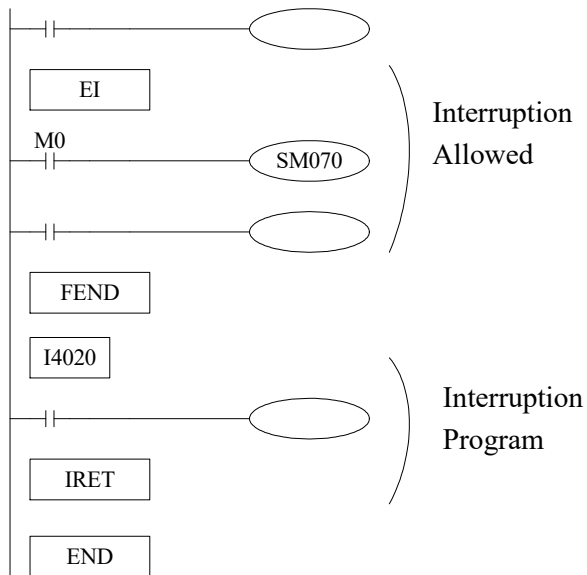 EI
Interruption
Allowed
M0
SM070
FEND
I4020
Interruption
Program
IRET
END